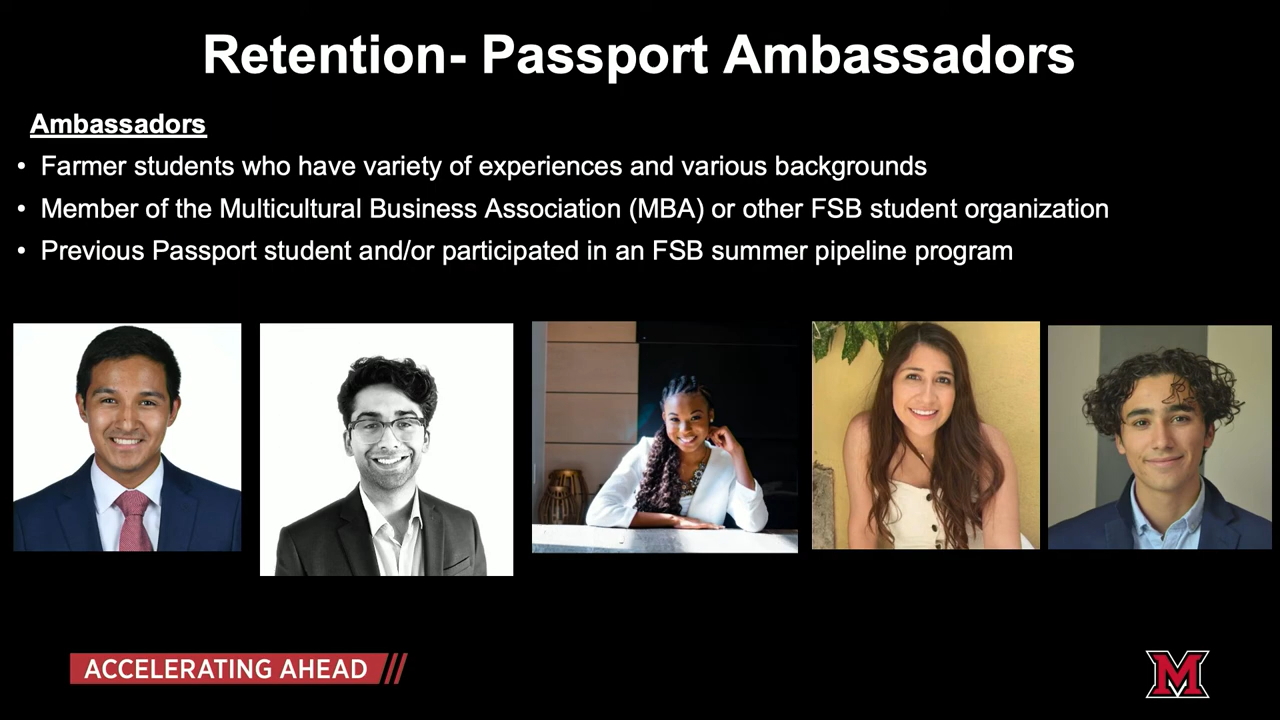 Retention- Passport Ambassadors
Ambassadors
• Farmer students who have variety of experiences and various backgrounds
• Member of the Multicultural Business Association (MBA) or other FSB student organization
• Previous Passport student and/or participated in an FSB summer pipeline program
ACCELERATING AHEAD
M